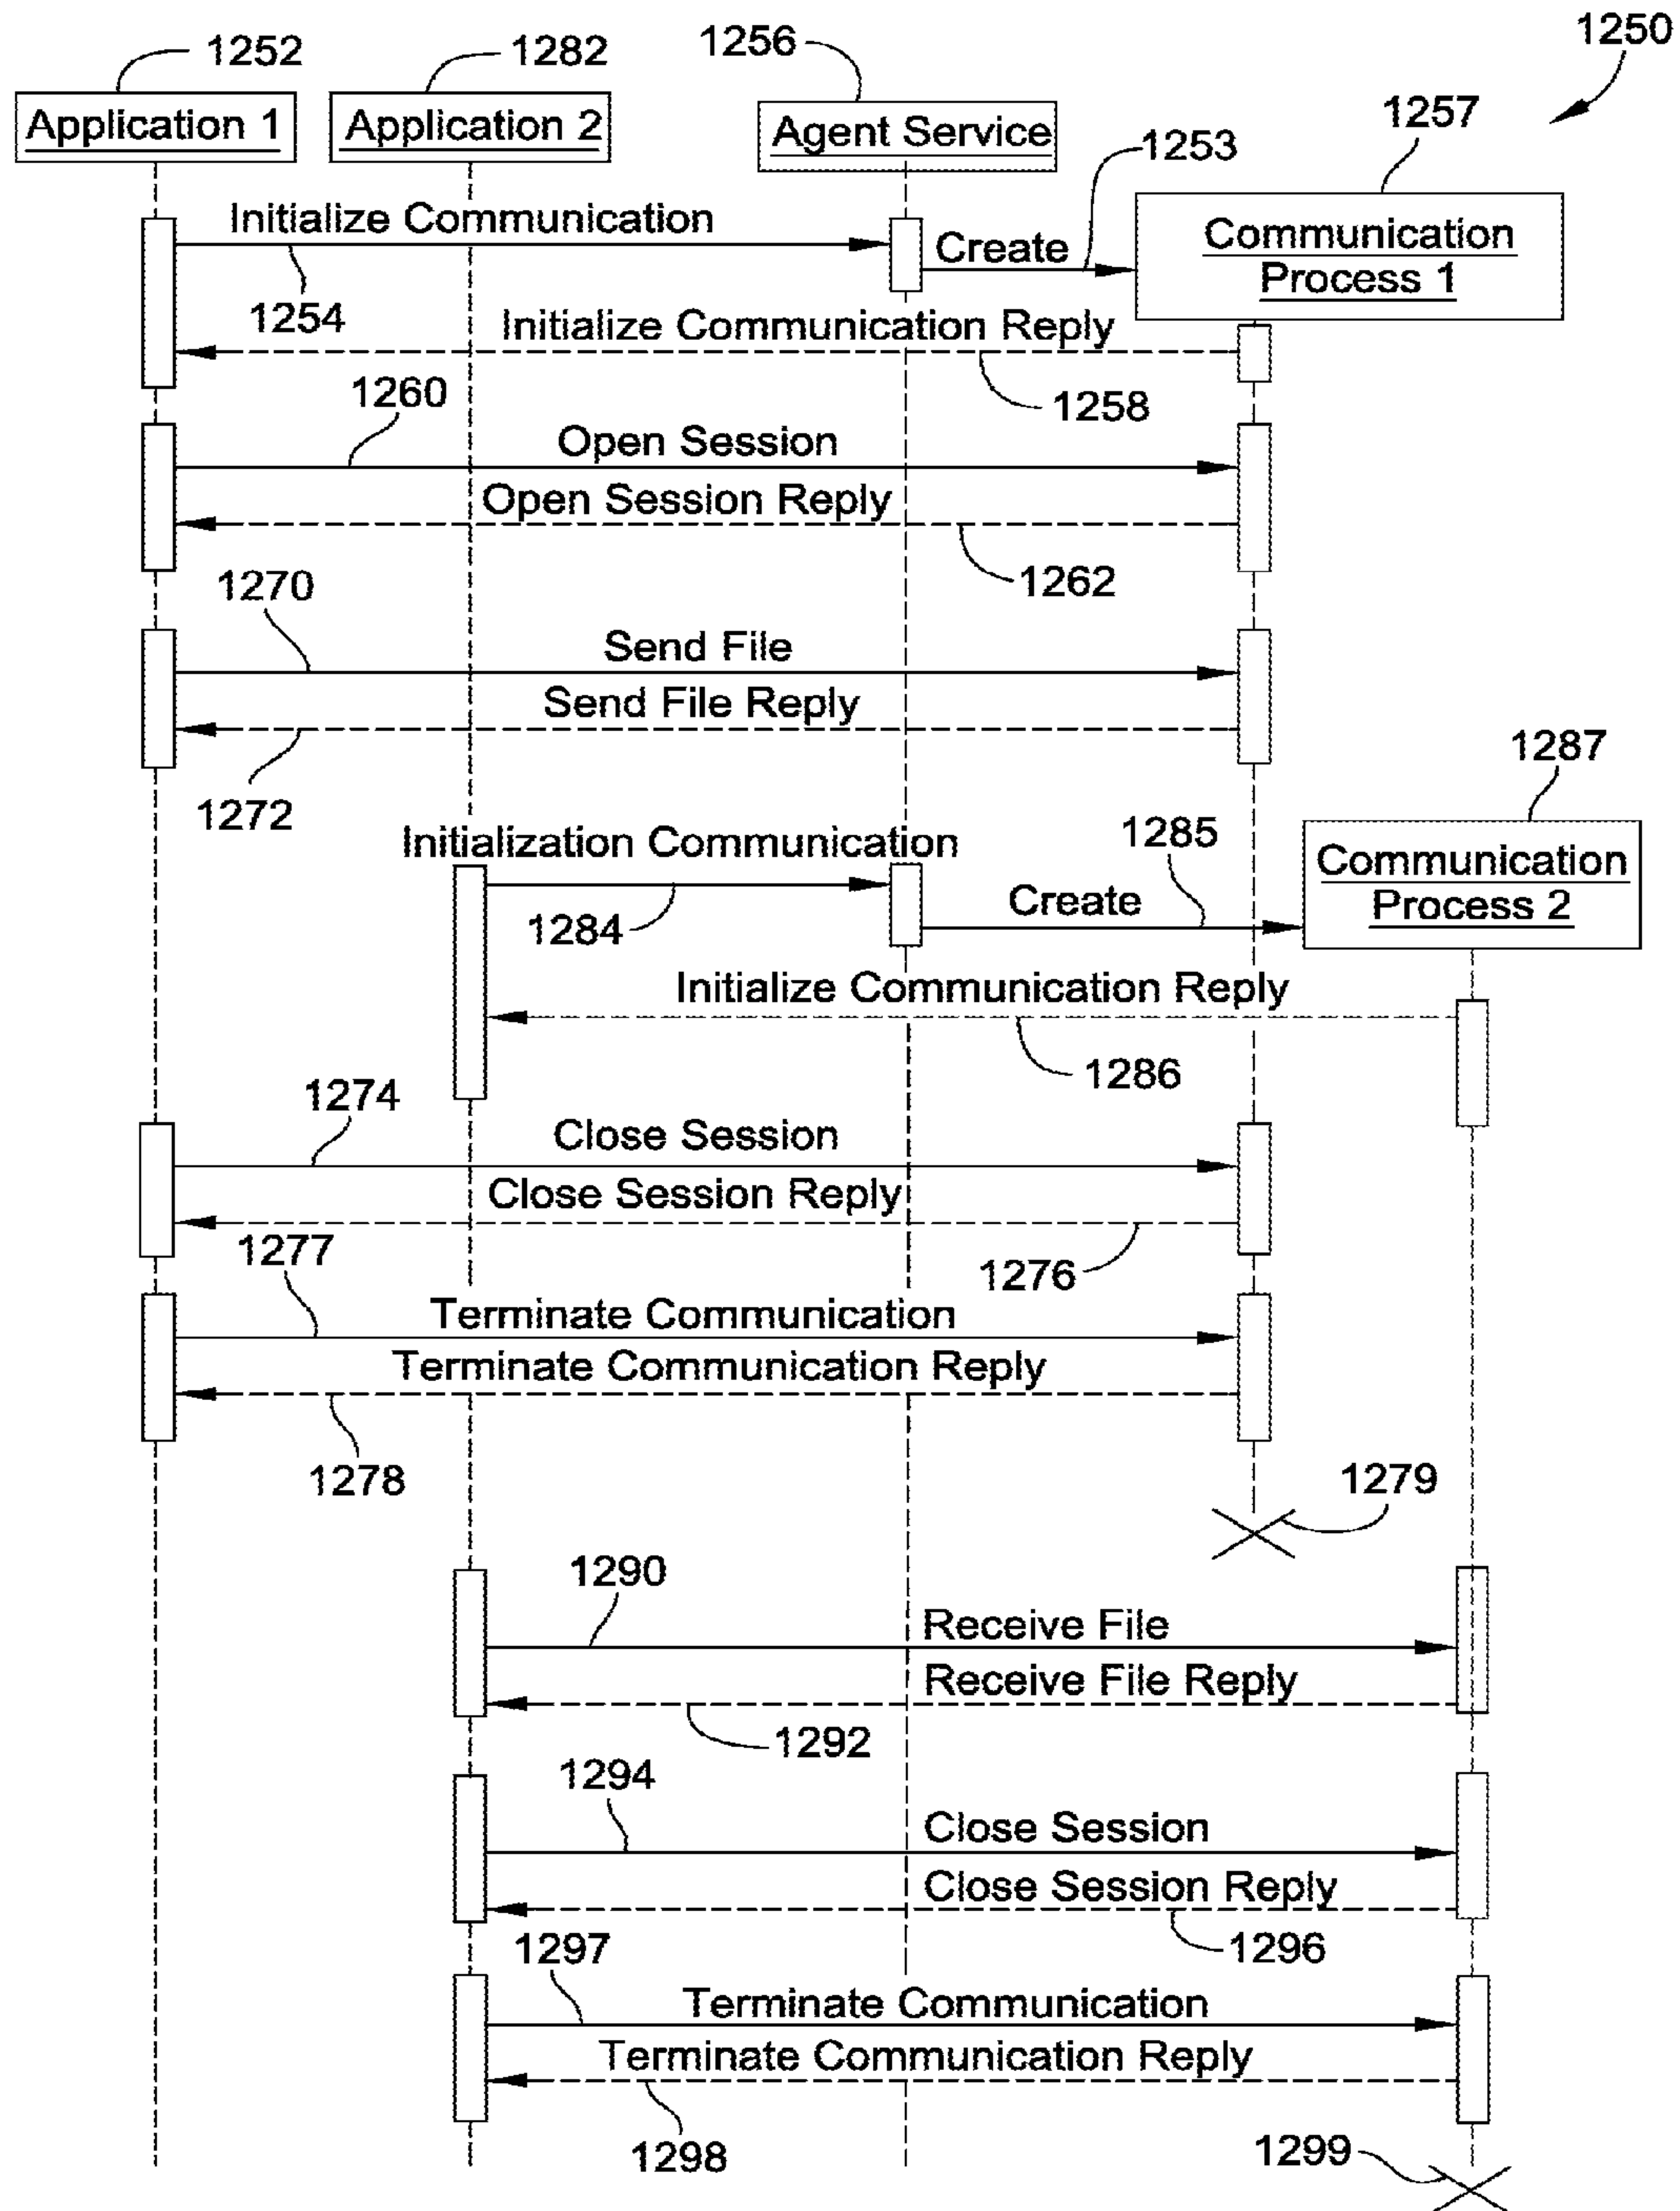 1250
1252
1282
1256
Application 1
Application 2
Agent Service
1257
1253
Communication
Process 1
Initialize Communication
Create
1254
Initialize Communication Reply
1258
1260
Open Session
Open Session Reply
1262
1270
Send File
Send File Reply
1272
1287
1285
Initialization Communication
Communication
Process 2
Create
1284
Initialize Communication Reply
1286
1274
Close Session
Close Session Reply
1276
1277
Terminate Communication
Terminate Communication Reply
1278
1279
1290
Receive File
Receive File Reply
1292
1294
Close Session
Close Session Reply
1296
1297
Terminate Communication
Terminate Communication Reply
1298
1299